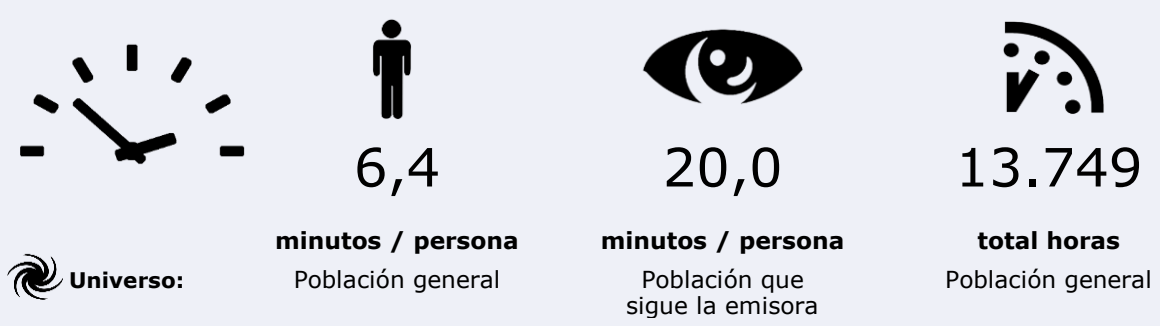 6,4
20,0
13.749
minutos / persona
minutos / persona
total horas
Universo:
Población general
Población que
sigue la emisora
Población general